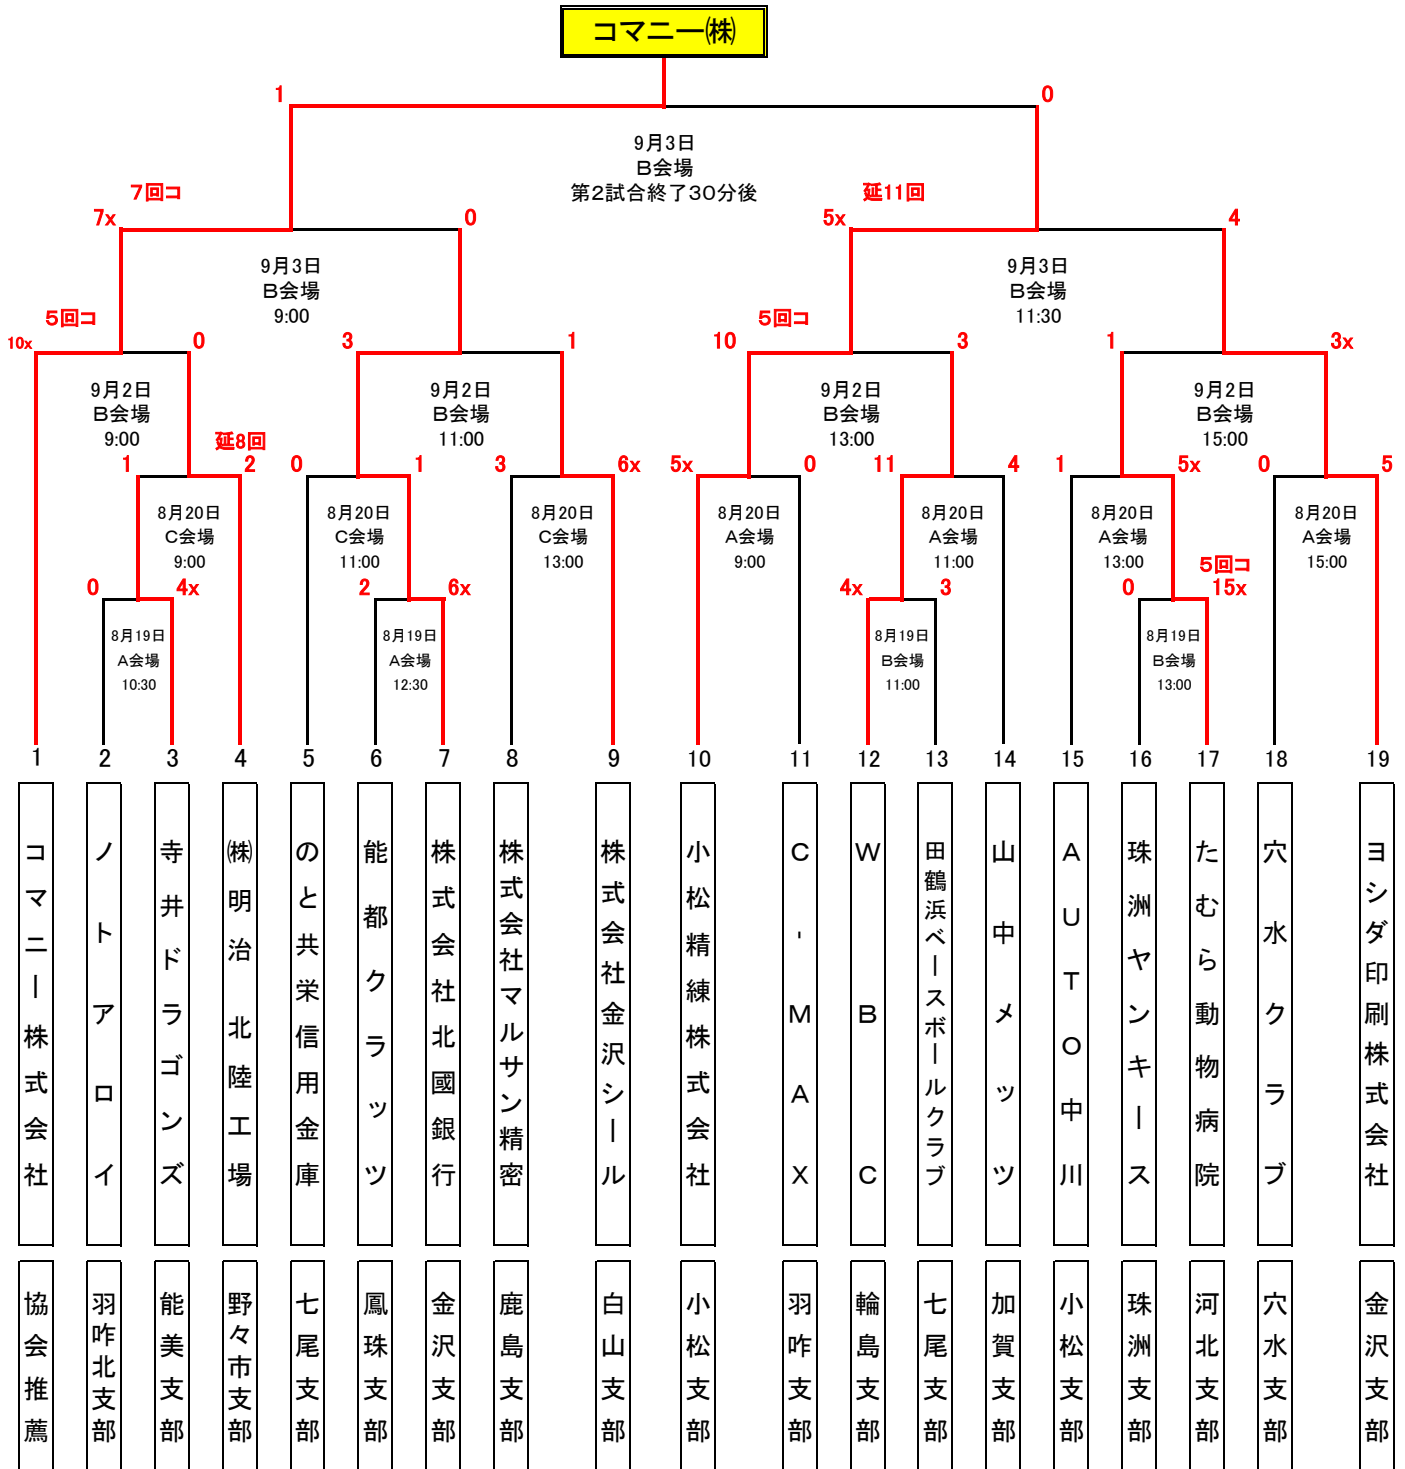 コマニー㈱
1
0
9月3日
B会場
第2試合終了30分後
7回コ
延11回
7x
0
5x
4
9月3日
B会場
9:00
9月3日
B会場
11:30
5回コ
5回コ
10x
0
3
1
10
3
1
3x
9月2日
B会場
9:00
9月2日
B会場
11:00
9月2日
B会場
13:00
9月2日
B会場
15:00
延8回
1
2
0
1
3
6x
5x
0
11
4
1
5x
0
5
8月20日
C会場
9:00
8月20日
C会場
11:00
8月20日
C会場
13:00
8月20日
A会場
9:00
8月20日
A会場
11:00
8月20日
A会場
13:00
8月20日
A会場
15:00
5回コ
0
4x
2
6x
4x
3
0
15x
8月19日
A会場
10:30
8月19日
A会場
12:30
8月19日
B会場
11:00
8月19日
B会場
13:00
1
2
3
4
5
6
7
8
9
10
11
12
13
14
15
16
17
18
19
コマニー株式会社
ノトアロイ
寺井ドラゴンズ
㈱明治 北陸工場
のと共栄信用金庫
能都クラッツ
株式会社北國銀行
株式会社マルサン精密
株式会社金沢シール
小松精練株式会社
C-MAX
WBC
田鶴浜ベースボールクラブ
山中メッツ
AUTO中川
珠洲ヤンキース
たむら動物病院
穴水クラブ
ヨシダ印刷株式会社
協会推薦
羽咋北支部
能美支部
野々市支部
七尾支部
鳳珠支部
金沢支部
鹿島支部
白山支部
小松支部
羽咋支部
輪島支部
七尾支部
加賀支部
小松支部
珠洲支部
河北支部
穴水支部
金沢支部